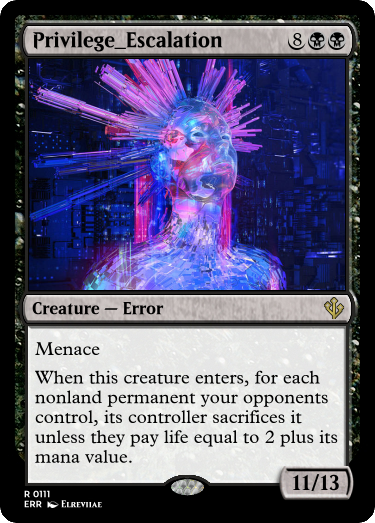 Privilege_Escalation 8
Creature — Error
Menace
When this creature enters, for each
nonland permanent your opponents
control, its controller sacrifices it
unless they pay life equal to 2 plus its
mana value.
11/13
R 0111
ERR Elreviiae